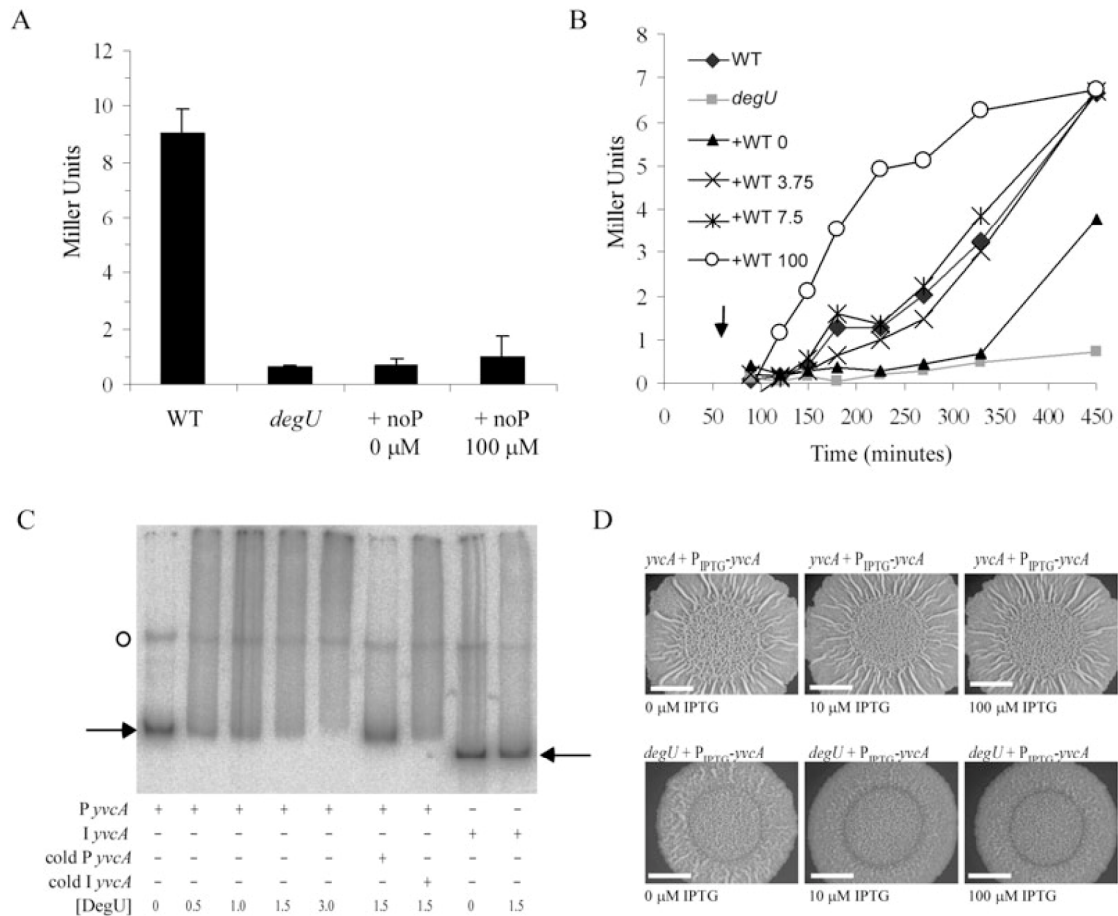 A
12
10
8
6
4
2
0
Miller Units
WT
degU
+ noP
0 μM
+ noP
100 μM
B
8
7
6
5
4
3
2
1
0
Miller Units
WT
degU
+WT 0
+WT 3.75
+WT 7.5
+WT 100
0 50 100 150 200 250 300 350 400 450
Time (minutes)
C
P yvcA + + + + + + + − −
I yvcA − − − − − − − + +
cold P yvcA − − − − − + − − −
cold I yvcA − − − − − − + − −
[DegU] 0 0.5 1.0 1.5 3.0 1.5 1.5 0 1.5
D
yvcA + PIPTG-yvcA yvcA + PIPTG-yvcA yvcA + PIPTG-yvcA
0 μM IPTG 10 μM IPTG 100 μM IPTG
degU + PIPTG-yvcA degU + PIPTG-yvcA degU + PIPTG-yvcA
0 μM IPTG 10 μM IPTG 100 μM IPTG